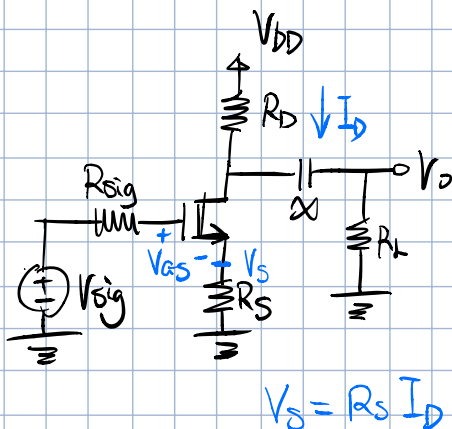 VDD
RD
ID
Rsig
Vo
∞
+
VGS
-
VS
RL
Vsig
RS
VS = RS ID